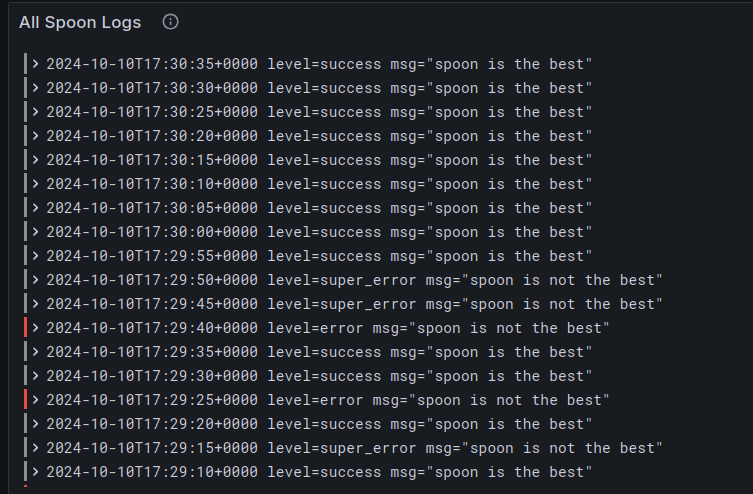 All Spoon Logs
2024-10-10T17:30:35+0000 level=success msg="spoon is the best"
2024-10-10T17:30:30+0000 level=success msg="spoon is the best"
2024-10-10T17:30:25+0000 level=success msg="spoon is the best"
2024-10-10T17:30:20+0000 level=success msg="spoon is the best"
2024-10-10T17:30:15+0000 level=success msg="spoon is the best"
2024-10-10T17:30:10+0000 level=success msg="spoon is the best"
2024-10-10T17:30:05+0000 level=success msg="spoon is the best"
2024-10-10T17:30:00+0000 level=success msg="spoon is the best"
2024-10-10T17:29:55+0000 level=success msg="spoon is the best"
2024-10-10T17:29:50+0000 level=super_error msg="spoon is not the best"
2024-10-10T17:29:45+0000 level=super_error msg="spoon is not the best"
2024-10-10T17:29:40+0000 level=error msg="spoon is not the best"
2024-10-10T17:29:35+0000 level=success msg="spoon is the best"
2024-10-10T17:29:30+0000 level=success msg="spoon is the best"
2024-10-10T17:29:25+0000 level=error msg="spoon is not the best"
2024-10-10T17:29:20+0000 level=success msg="spoon is the best"
2024-10-10T17:29:15+0000 level=super_error msg="spoon is not the best"
2024-10-10T17:29:10+0000 level=success msg="spoon is the best"